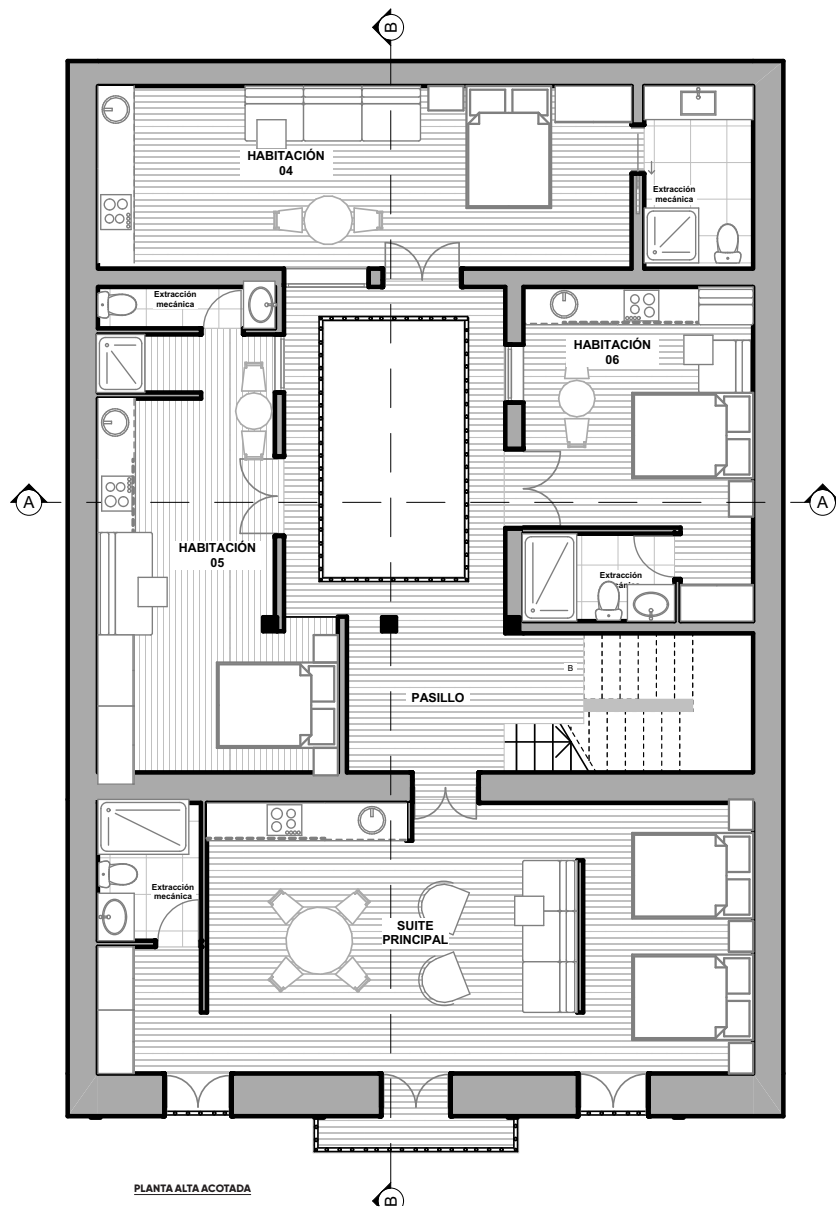 B
HABITACIÓN
04
Extracción
mecánica
Extracción
mecánica
HABITACIÓN
06
A
A
HABITACIÓN
05
Extracción
mecánica
B
PASILLO
Extracción
mecánica
SUITE
PRINCIPAL
PLANTA ALTA ACOTADA
B